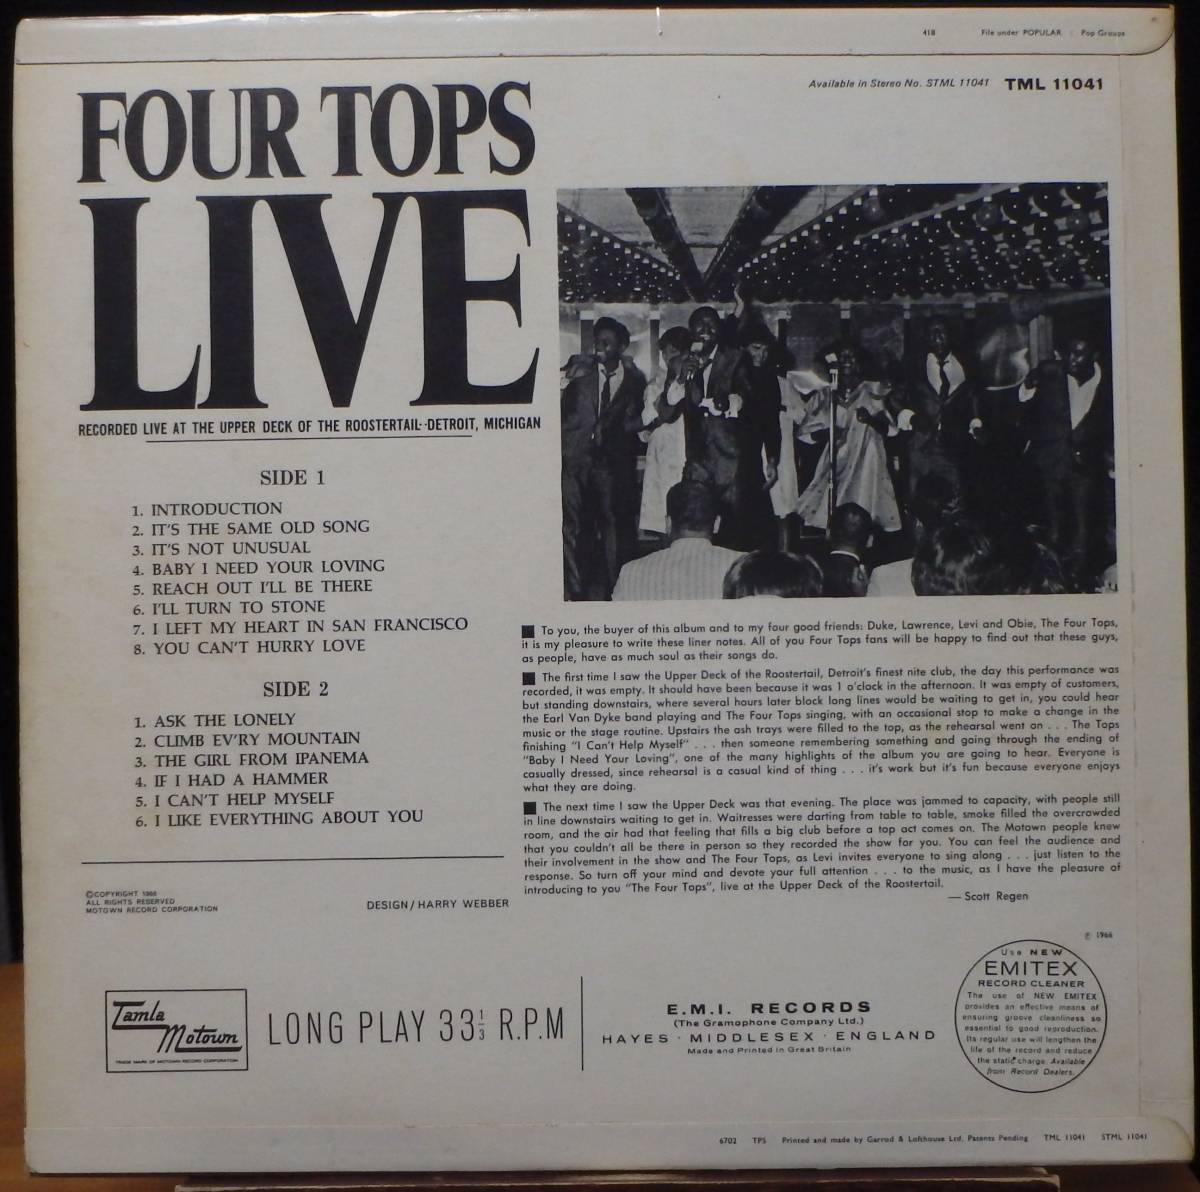 418 File under POPULAR : Pop Groups
Available in Stereo No. STML 11041 TML 11041
FOUR TOPS
LIVE
RECORDED LIVE AT THE UPPER DECK OF THE ROOSTERTAIL--DETROIT, MICHIGAN
SIDE 1
1. INTRODUCTION
2. IT'S THE SAME OLD SONG
3. IT'S NOT UNUSUAL
4. BABY I NEED YOUR LOVING
5. REACH OUT I'LL BE THERE
6. I'LL TURN TO STONE
7. I LEFT MY HEART IN SAN FRANCISCO
8. YOU CAN'T HURRY LOVE
SIDE 2
1. ASK THE LONELY
2. CLIMB EV'RY MOUNTAIN
3. THE GIRL FROM IPANEMA
4. IF I HAD A HAMMER
5. I CAN'T HELP MYSELF
6. I LIKE EVERYTHING ABOUT YOU
©COPYRIGHT 1966
ALL RIGHTS RESERVED
MOTOWN RECORD CORPORATION
DESIGN/HARRY WEBBER
■ To you, the buyer of this album and to my four good friends: Duke, Lawrence, Levi and Obie, The Four Tops,
it is my pleasure to write these liner notes. All of you Four Tops fans will be happy to find out that these guys,
as people, have as much soul as their songs do.
■ The first time I saw the Upper Deck of the Roostertail, Detroit's finest nite club, the day this performance was
recorded, it was empty. It should have been because it was 1 o'clock in the afternoon. It was empty of customers,
but standing downstairs, where several hours later block long lines would be waiting to get in, you could hear
the Earl Van Dyke band playing and The Four Tops singing, with an occasional stop to make a change in the
music or the stage routine. Upstairs the ash trays were filled to the top, as the rehearsal went on . . . The Tops
finishing "I Can't Help Myself" . . . then someone remembering something and going through the ending of
"Baby I Need Your Loving", one of the many highlights of the album you are going to hear. Everyone is
casually dressed, since rehearsal is a casual kind of thing . . . it's work but it's fun because everyone enjoys
what they are doing.
■ The next time I saw the Upper Deck was that evening. The place was jammed to capacity, with people still
in line downstairs waiting to get in. Waitresses were darting from table to table, smoke filled the overcrowded
room, and the air had that feeling that fills a big club before a top act comes on. The Motown people knew
that you couldn't all be there in person so they recorded the show for you. You can feel the audience and
their involvement in the show and The Four Tops, as Levi invites everyone to sing along . . . just listen to the
response. So turn off your mind and devote your full attention . . . to the music, as I have the pleasure of
introducing to you "The Four Tops", live at the Upper Deck of the Roostertail.
— Scott Regen
℗ 1966
Tamla
Motown
TRADE MARK OF MOTOWN RECORD CORPORATION
LONG PLAY 33⅓ R.P.M
E.M.I. RECORDS
(The Gramophone Company Ltd.)
HAYES · MIDDLESEX · ENGLAND
Made and Printed in Great Britain
Use NEW
EMITEX
RECORD CLEANER
The use of NEW EMITEX
provides an effective means of
ensuring groove cleanliness so
essential to good reproduction.
Its regular use will lengthen the
life of the record and reduce
the static charge. Available
from Record Dealers.
6702 TPS Printed and made by Garrod & Lofthouse Ltd. Patents Pending TML 11041 STML 11041